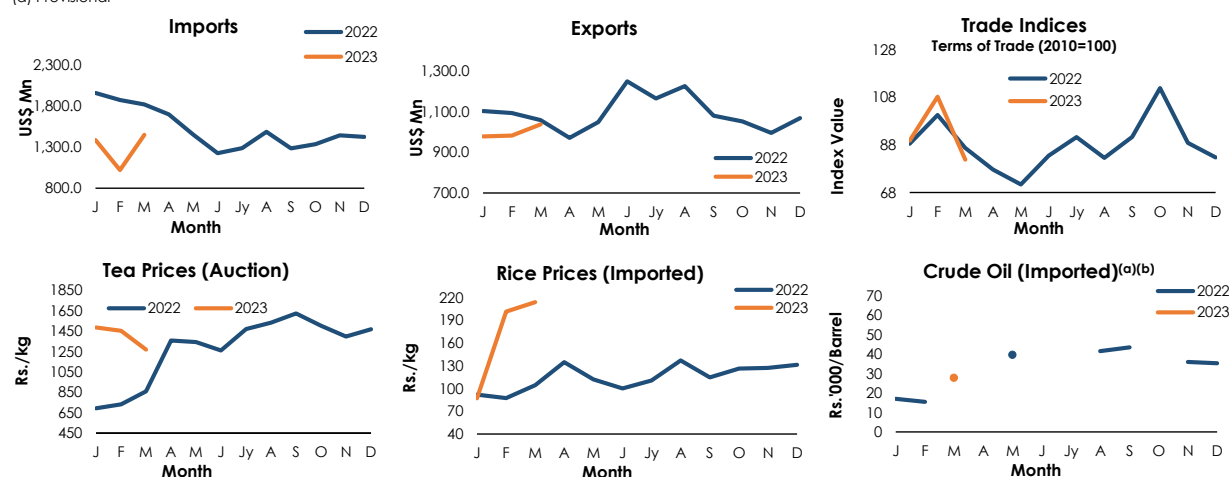 (a) Provisional
Imports
2022
2023
US$ Mn
2,300.0
1,800.0
1,300.0
800.0
J F M A M J Jy A S O N D
Month
Exports
US$ Mn
1,300.0
1,100.0
900.0
700.0
2022
2023
J F M A M J Jy A S O N D
Month
Trade Indices
Terms of Trade (2010=100)
2022
2023
Index Value
128
108
88
68
J F M A M J Jy A S O N D
Month
Tea Prices (Auction)
2022
2023
Rs./kg
1850
1650
1450
1250
1050
850
650
450
J F M A M J Jy A S O N D
Month
Rice Prices (Imported)
2022
2023
Rs./kg
220
190
160
130
100
70
40
J F M A M J Jy A S O N D
Month
Crude Oil (Imported)(a)(b)
2022
2023
Rs.'000/Barrel
70
60
50
40
30
20
10
0
J F M A M J Jy A S O N D
Month